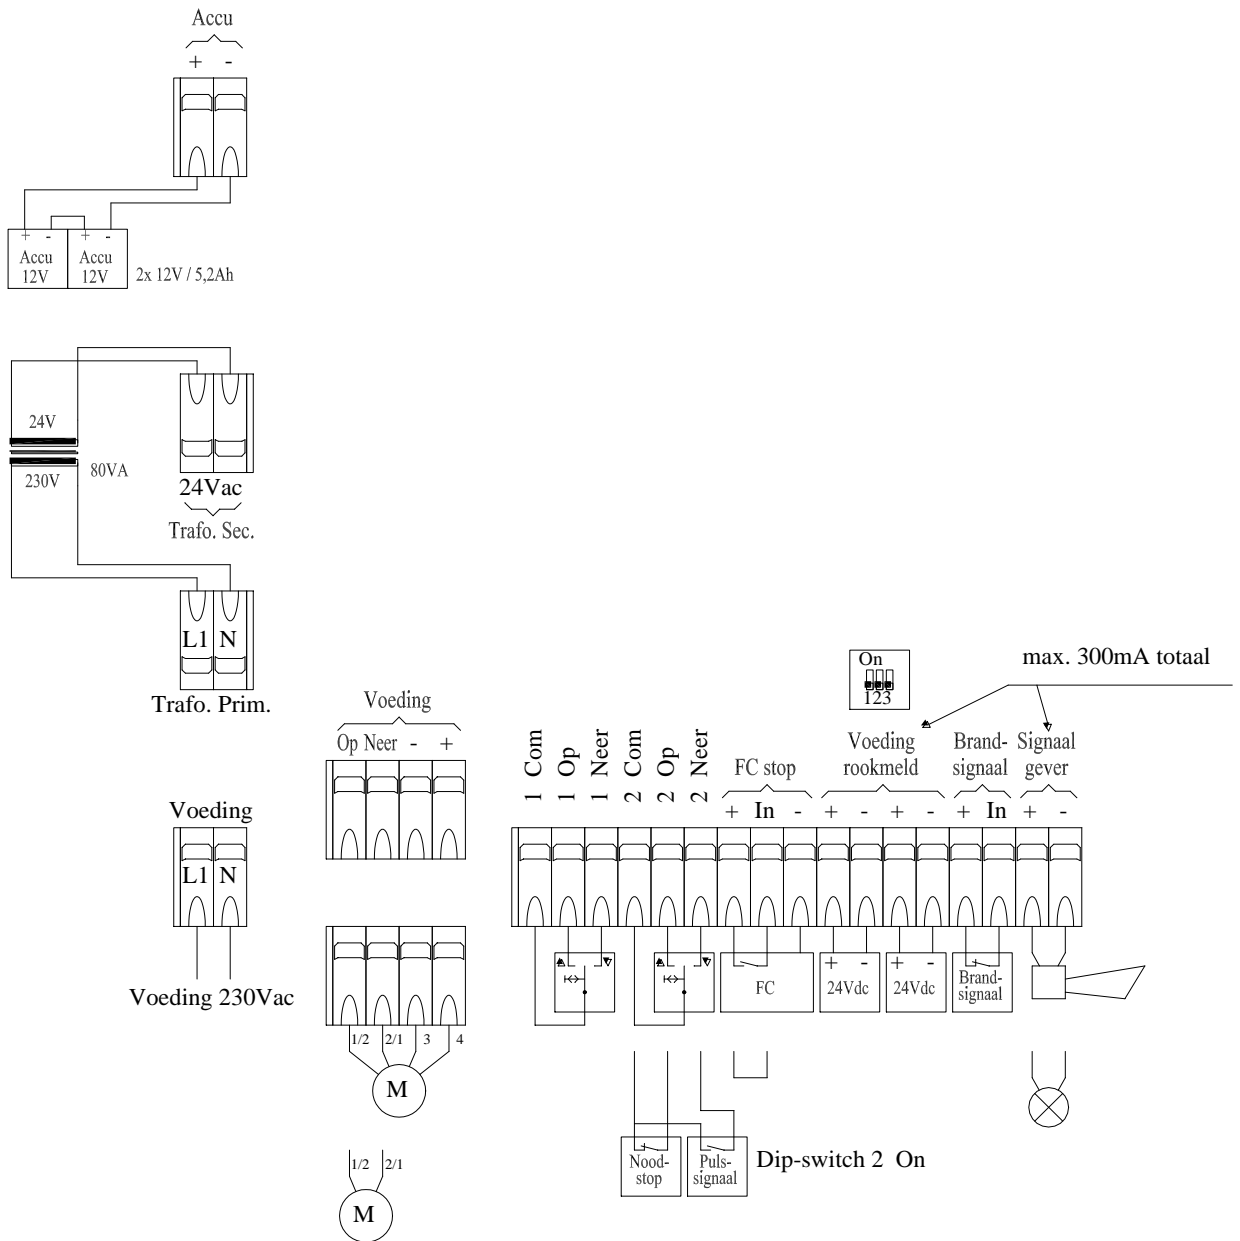 Accu
+ -
+ - + -
Accu Accu
12V 12V
2x 12V / 5,2Ah
24V
230V
80VA
24Vac
Trafo. Sec.
L1 N
Trafo. Prim.
Voeding
L1 N
Voeding 230Vac
Voeding
Op Neer - +
1/2 2/1 3 4
M
1/2 2/1
M
On
123
max. 300mA totaal
1 Com
1 Op
1 Neer
2 Com
2 Op
2 Neer
FC stop
+ In -
Voeding
rookmeld
+ - + -
Brand-
signaal
+ In
Signaal
gever
+ -
FC
+ -
24Vdc
+ -
24Vdc
Brand-
signaal
Nood-
stop
Puls-
signaal
Dip-switch 2 On